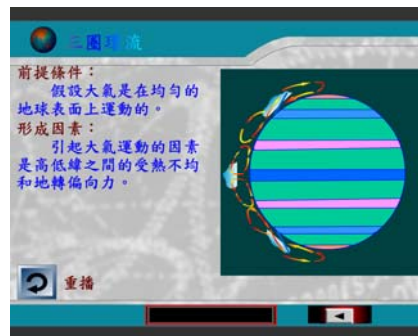 三圈環流
前提條件：
假設大氣是在均勻的
地球表面上運動的。
形成因素：
引起大氣運動的因素
是高低緯之間的受熱不均
和地轉偏向力。
重播